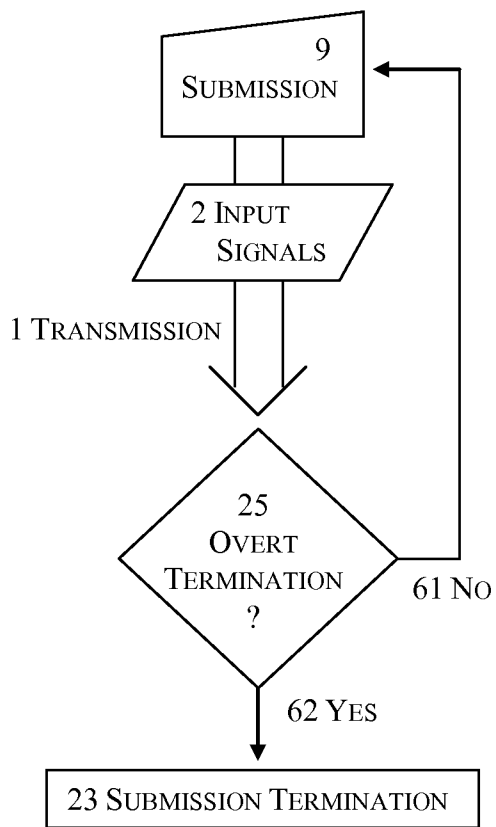 9
SUBMISSION
2 INPUT
SIGNALS
1 TRANSMISSION
25
OVERT
TERMINATION
?
61 NO
62 YES
23 SUBMISSION TERMINATION